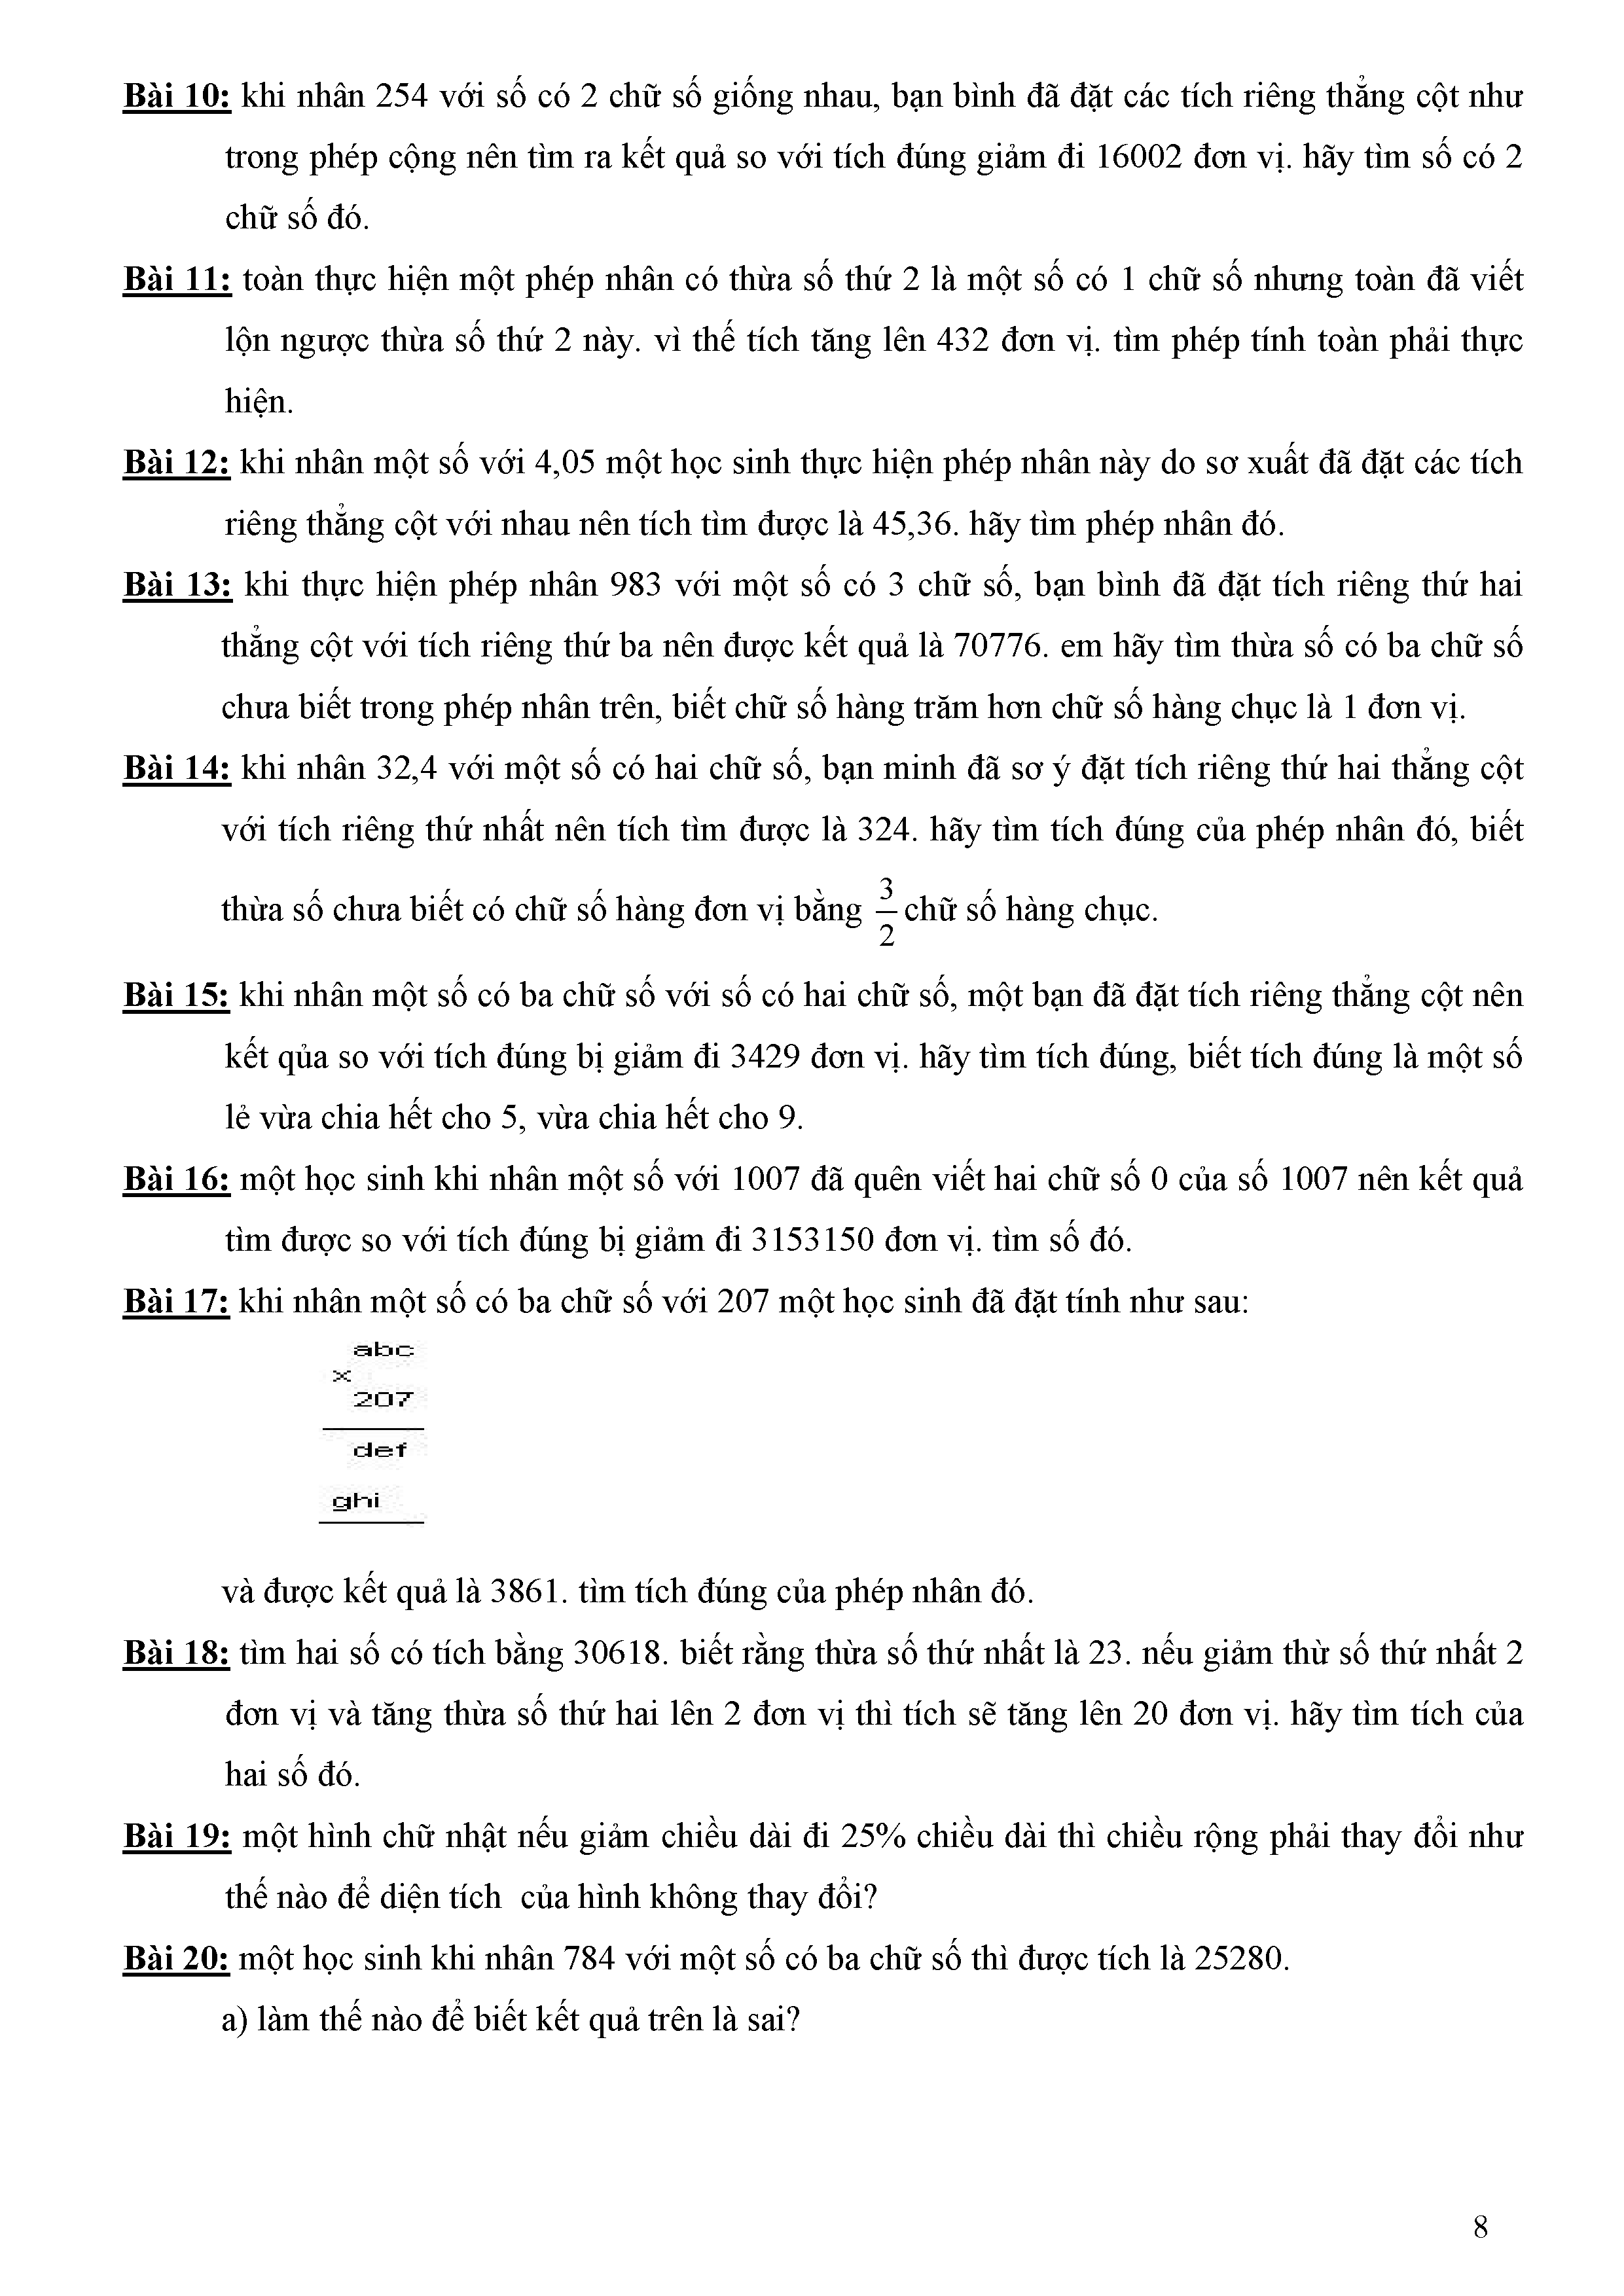 Bài 10: khi nhân 254 với số có 2 chữ số giống nhau, bạn bình đã đặt các tích riêng thẳng cột như
trong phép cộng nên tìm ra kết quả so với tích đúng giảm đi 16002 đơn vị. hãy tìm số có 2
chữ số đó.
Bài 11: toàn thực hiện một phép nhân có thừa số thứ 2 là một số có 1 chữ số nhưng toàn đã viết
lộn ngược thừa số thứ 2 này. vì thế tích tăng lên 432 đơn vị. tìm phép tính toàn phải thực
hiện.
Bài 12: khi nhân một số với 4,05 một học sinh thực hiện phép nhân này do sơ xuất đã đặt các tích
riêng thẳng cột với nhau nên tích tìm được là 45,36. hãy tìm phép nhân đó.
Bài 13: khi thực hiện phép nhân 983 với một số có 3 chữ số, bạn bình đã đặt tích riêng thứ hai
thẳng cột với tích riêng thứ ba nên được kết quả là 70776. em hãy tìm thừa số có ba chữ số
chưa biết trong phép nhân trên, biết chữ số hàng trăm hơn chữ số hàng chục là 1 đơn vị.
Bài 14: khi nhân 32,4 với một số có hai chữ số, bạn minh đã sơ ý đặt tích riêng thứ hai thẳng cột
với tích riêng thứ nhất nên tích tìm được là 324. hãy tìm tích đúng của phép nhân đó, biết
thừa số chưa biết có chữ số hàng đơn vị bằng 3/2 chữ số hàng chục.
Bài 15: khi nhân một số có ba chữ số với số có hai chữ số, một bạn đã đặt tích riêng thẳng cột nên
kết qủa so với tích đúng bị giảm đi 3429 đơn vị. hãy tìm tích đúng, biết tích đúng là một số
lẻ vừa chia hết cho 5, vừa chia hết cho 9.
Bài 16: một học sinh khi nhân một số với 1007 đã quên viết hai chữ số 0 của số 1007 nên kết quả
tìm được so với tích đúng bị giảm đi 3153150 đơn vị. tìm số đó.
Bài 17: khi nhân một số có ba chữ số với 207 một học sinh đã đặt tính như sau:
abc
x
207
def
ghi
và được kết quả là 3861. tìm tích đúng của phép nhân đó.
Bài 18: tìm hai số có tích bằng 30618. biết rằng thừa số thứ nhất là 23. nếu giảm thừ số thứ nhất 2
đơn vị và tăng thừa số thứ hai lên 2 đơn vị thì tích sẽ tăng lên 20 đơn vị. hãy tìm tích của
hai số đó.
Bài 19: một hình chữ nhật nếu giảm chiều dài đi 25% chiều dài thì chiều rộng phải thay đổi như
thế nào để diện tích của hình không thay đổi?
Bài 20: một học sinh khi nhân 784 với một số có ba chữ số thì được tích là 25280.
a) làm thế nào để biết kết quả trên là sai?
8